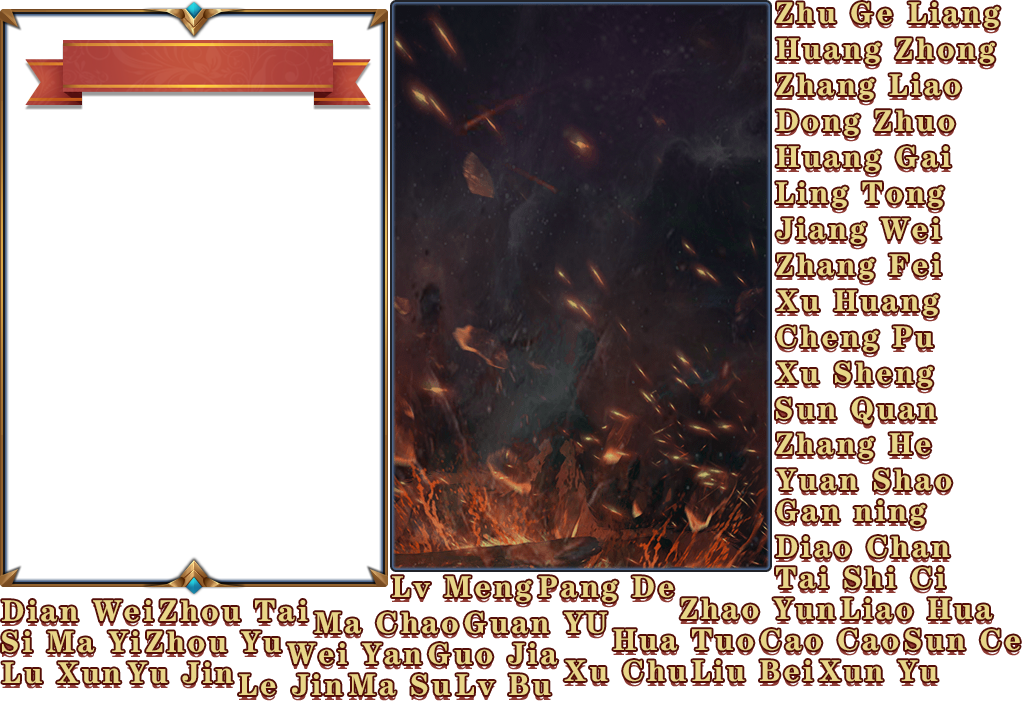 Zhu Ge Liang
Huang Zhong
Zhang Liao
Dong Zhuo
Huang Gai
Ling Tong
Jiang Wei
Zhang Fei
Xu Huang
Cheng Pu
Xu Sheng
Sun Quan
Zhang He
Yuan Shao
Gan ning
Diao Chan
Tai Shi Ci
Lv Meng
Pang De
Dian Wei
Zhou Tai
Ma Chao
Guan YU
Zhao Yun
Liao Hua
Si Ma Yi
Zhou Yu
Wei Yan
Guo Jia
Hua Tuo
Cao Cao
Sun Ce
Lu Xun
Yu Jin
Le Jin
Ma Su
Lv Bu
Xu Chu
Liu Bei
Xun Yu